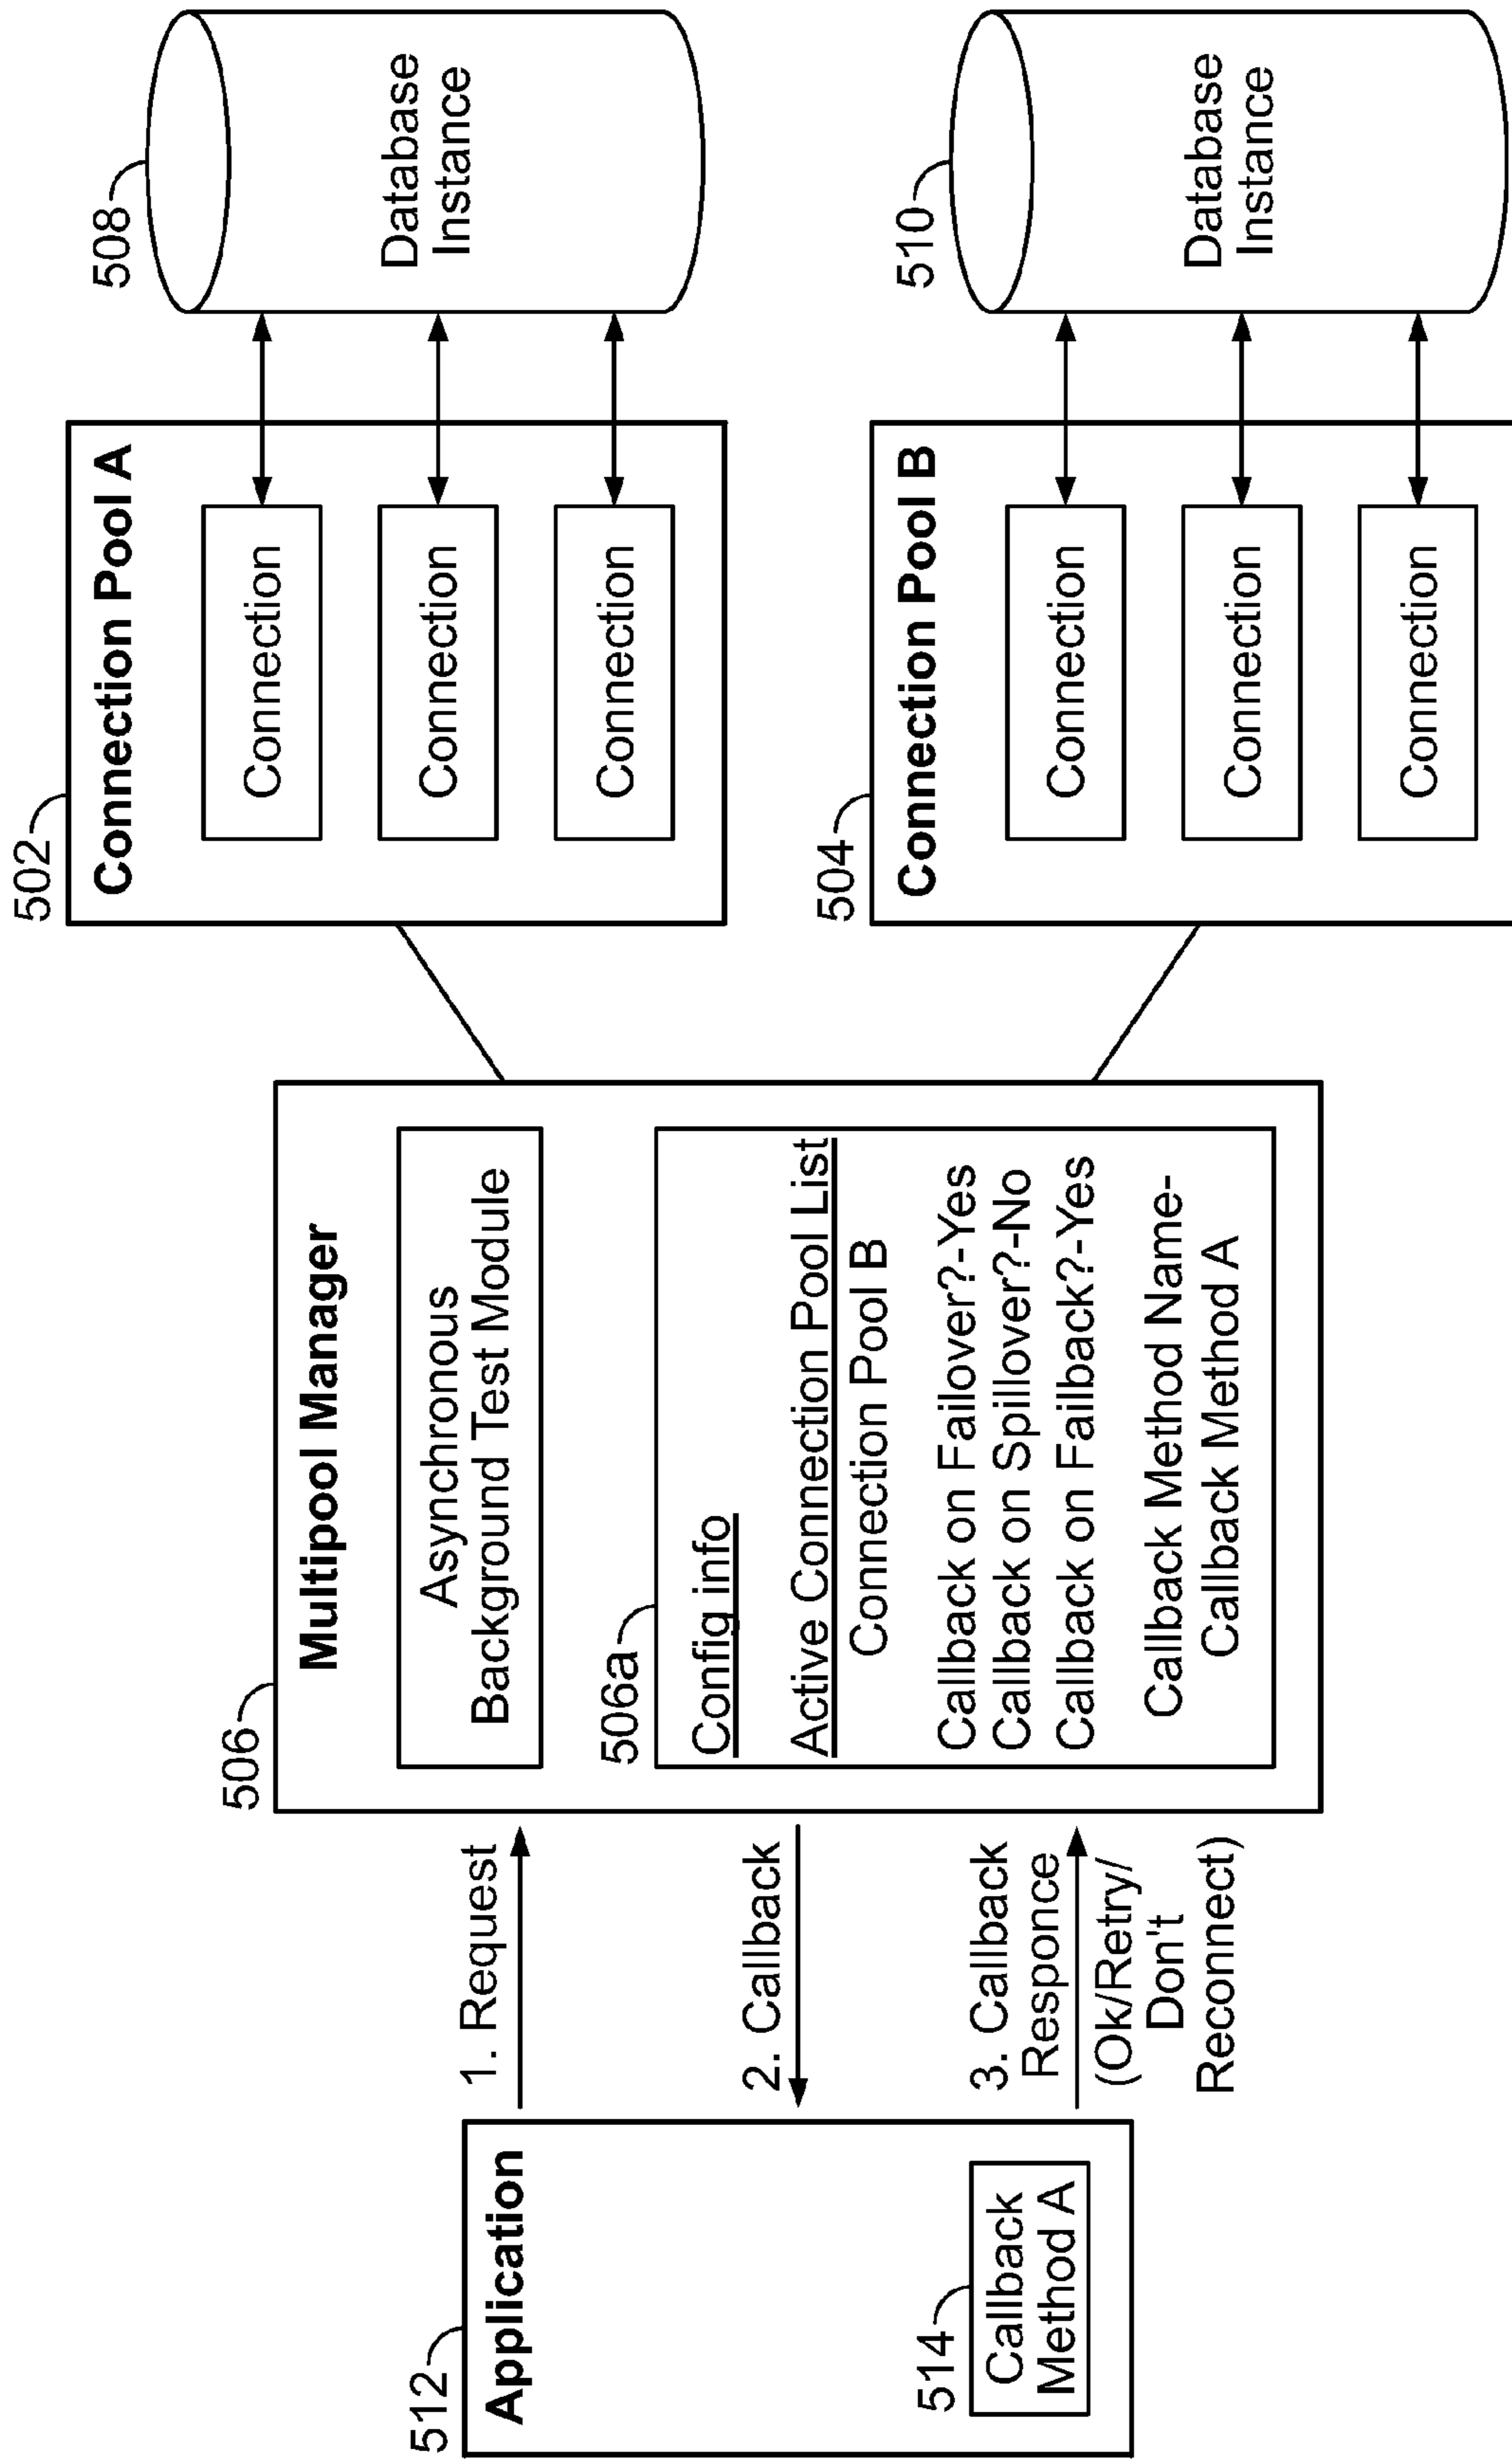 512
Application
514
Callback
Method A
1. Request
2. Callback
3. Callback
Responce
(Ok/Retry/
Don't
Reconnect)
506
Multipool Manager
Asynchronous
Background Test Module
506a
Config info
Active Connection Pool List
Connection Pool B
Callback on Failover?-Yes
Callback on Spillover?-No
Callback on Failback?-Yes
Callback Method Name-
Callback Method A
502
Connection Pool A
Connection
Connection
Connection
508
Database
Instance
504
Connection Pool B
Connection
Connection
Connection
510
Database
Instance